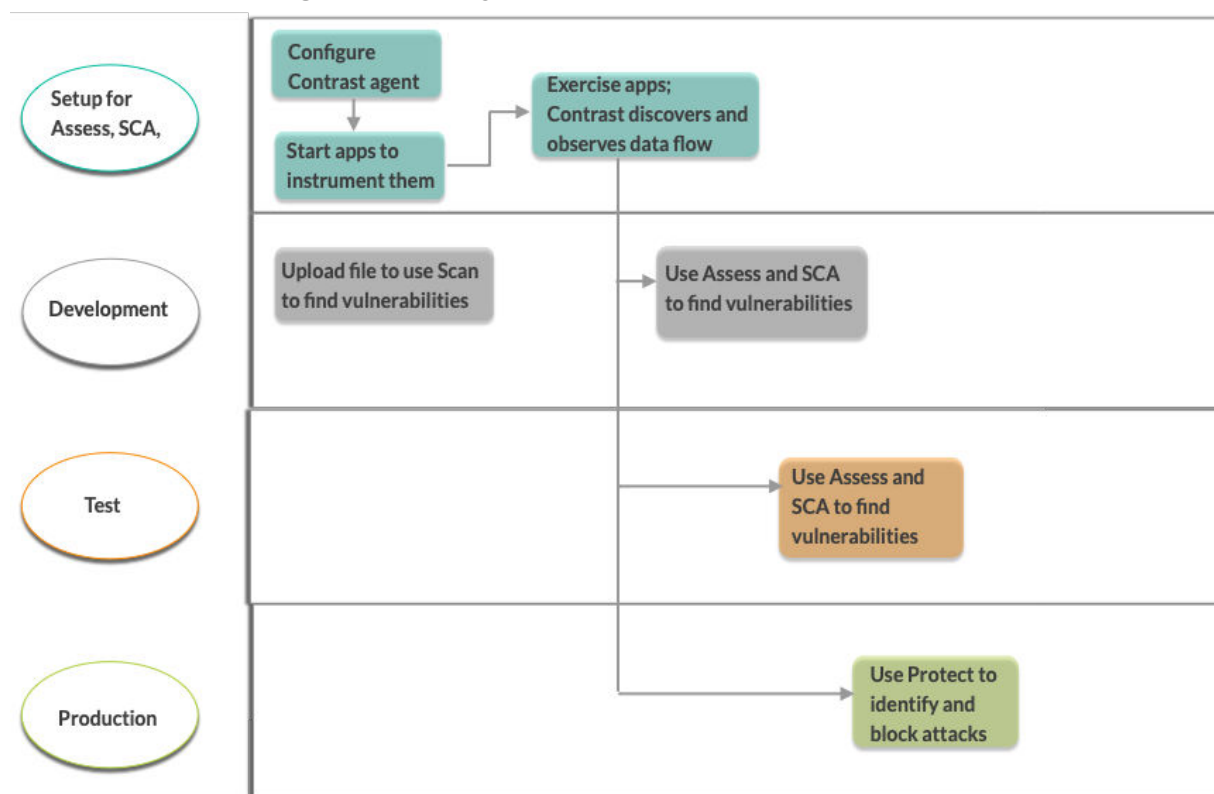 Setup for
Assess, SCA,
Configure
Contrast agent
Start apps to
instrument them
Exercise apps;
Contrast discovers and
observes data flow
Development
Upload file to use Scan
to find vulnerabilities
Use Assess and SCA
to find vulnerabilities
Test
Use Assess and
SCA to find
vulnerabilities
Production
Use Protect to
identify and
block attacks